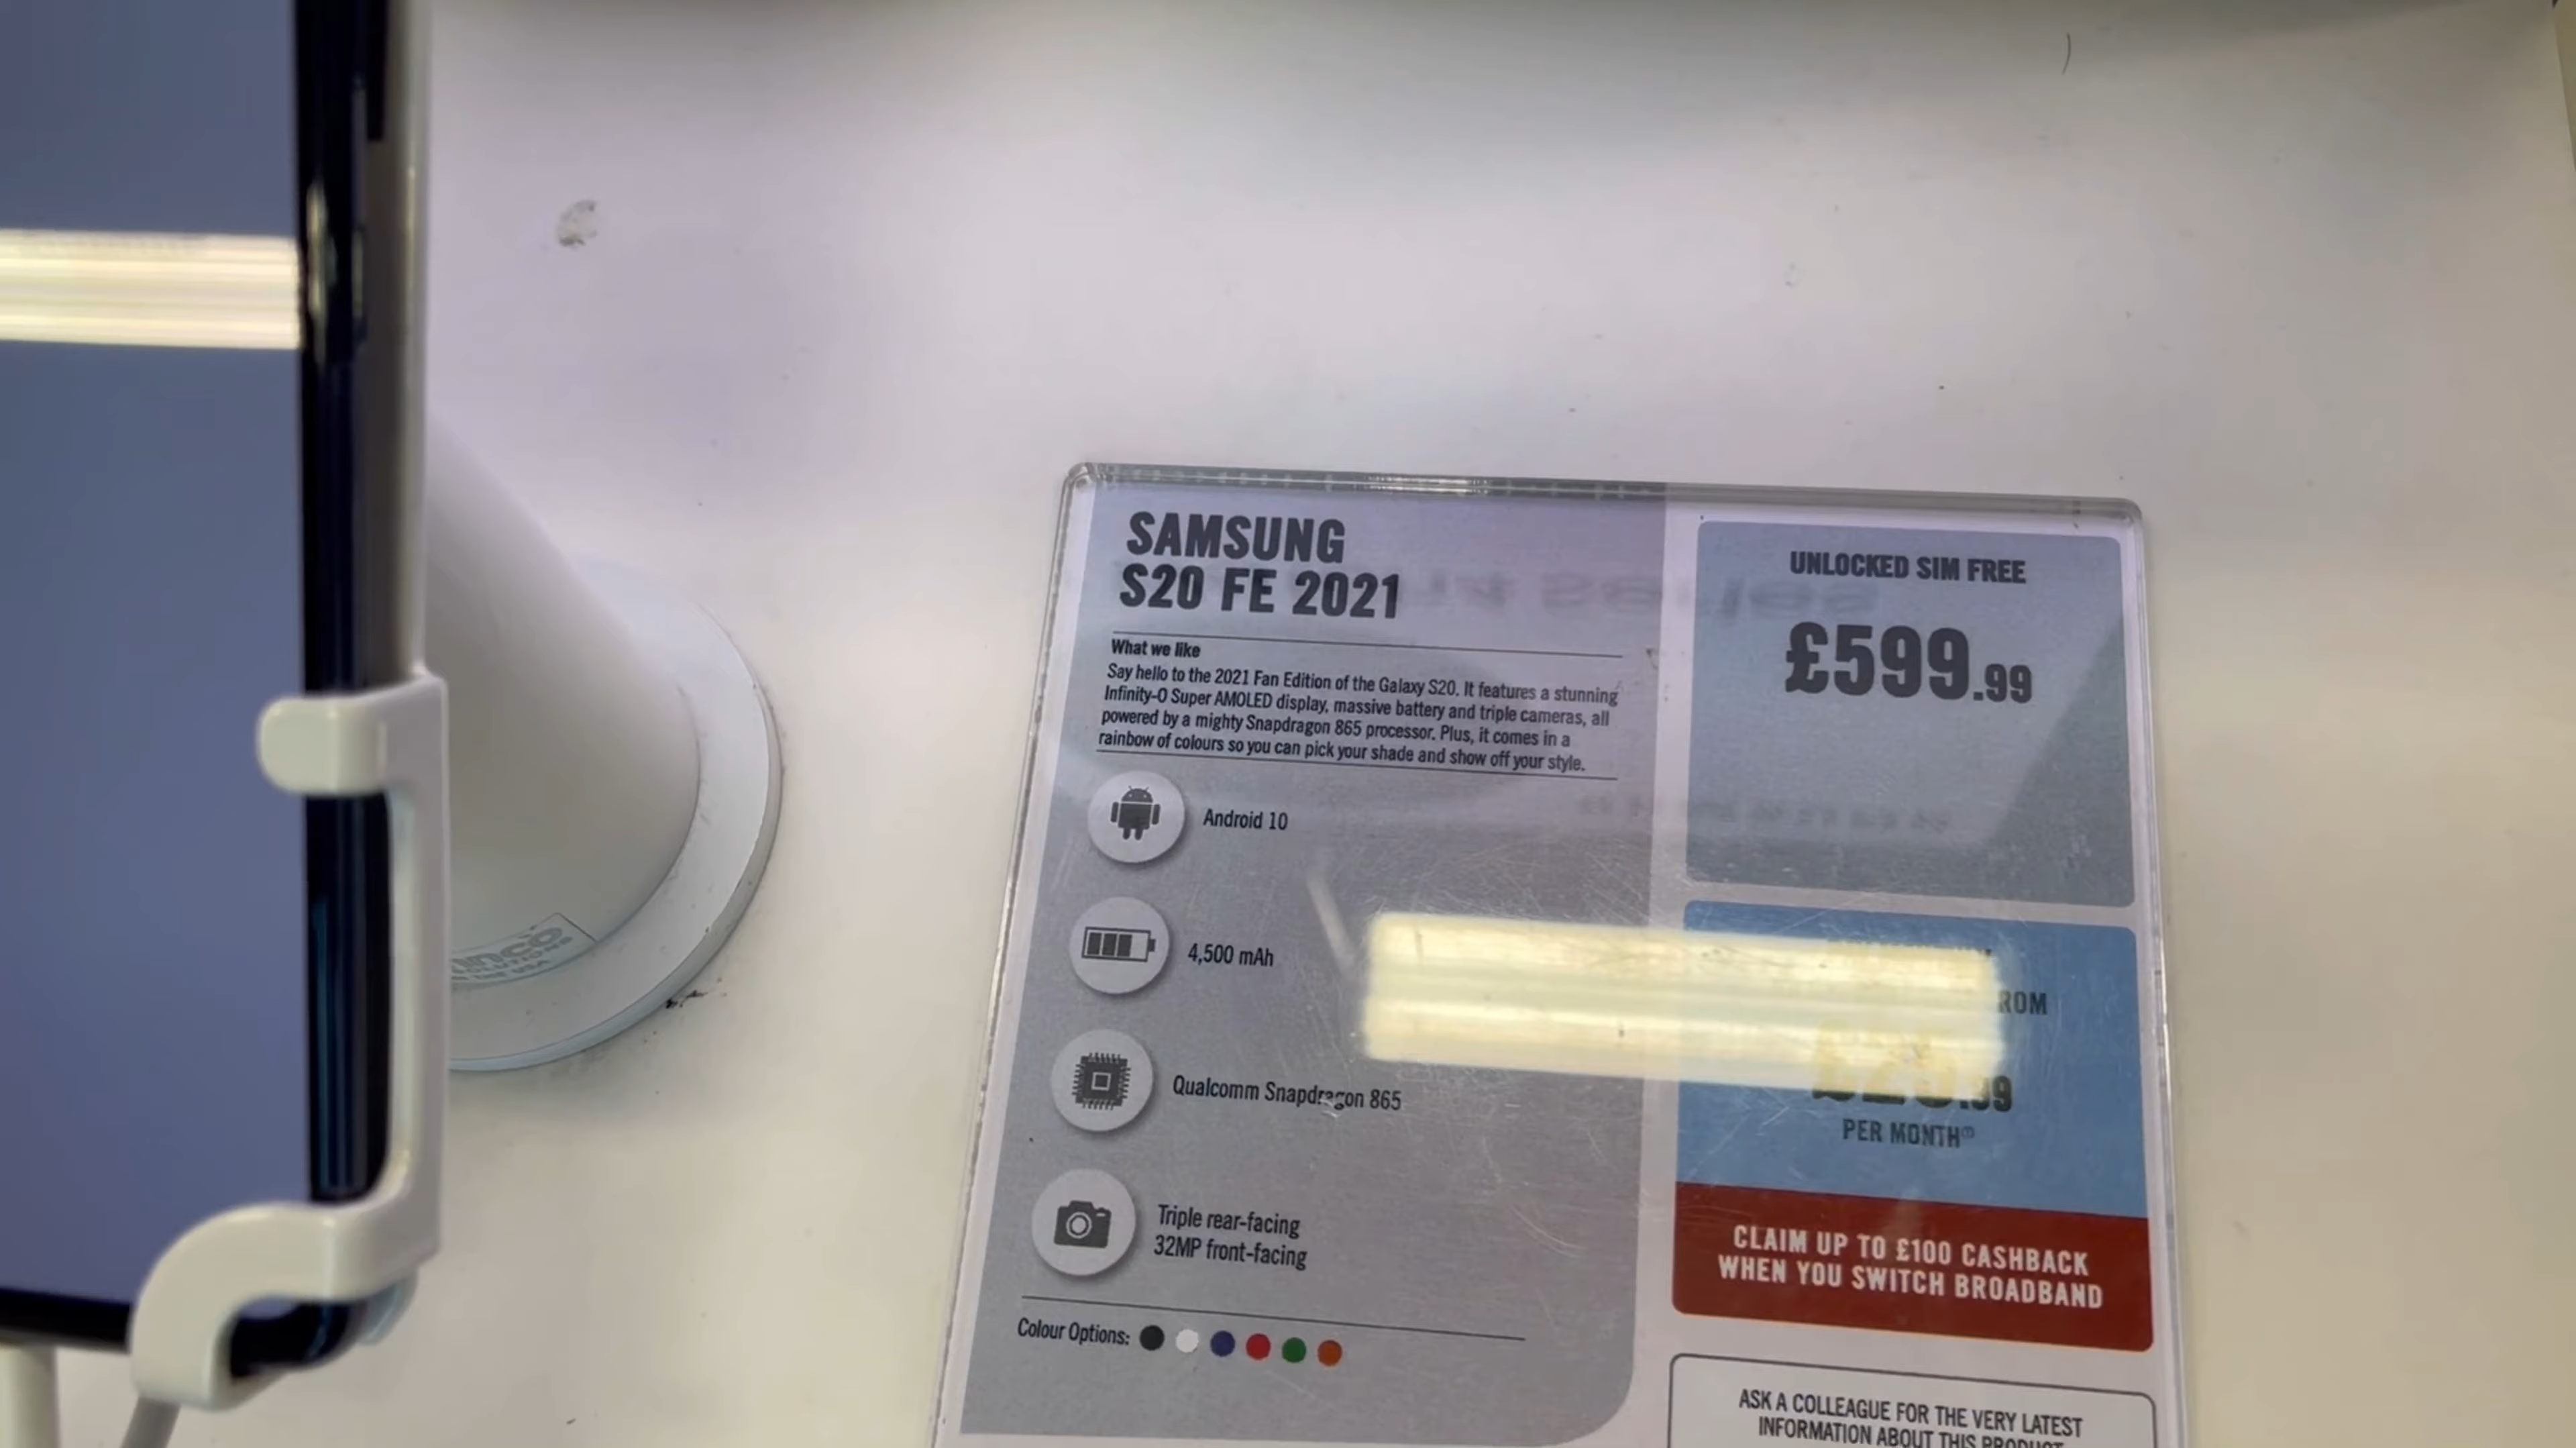 SAMSUNG
S20 FE 2021
What we like
Say hello to the 2021 Fan Edition of the Galaxy S20. It features a stunning
Infinity-O Super AMOLED display, massive battery and triple cameras, all
powered by a mighty Snapdragon 865 processor. Plus, it comes in a
rainbow of colours so you can pick your shade and show off your style.
Android 10
4,500 mAh
Qualcomm Snapdragon 865
Triple rear-facing
32MP front-facing
Colour Options:
UNLOCKED SIM FREE
£599.99
PER MONTH
CLAIM UP TO £100 CASHBACK
WHEN YOU SWITCH BROADBAND
ASK A COLLEAGUE FOR THE VERY LATEST
INFORMATION ABOUT THIS PRODUCT